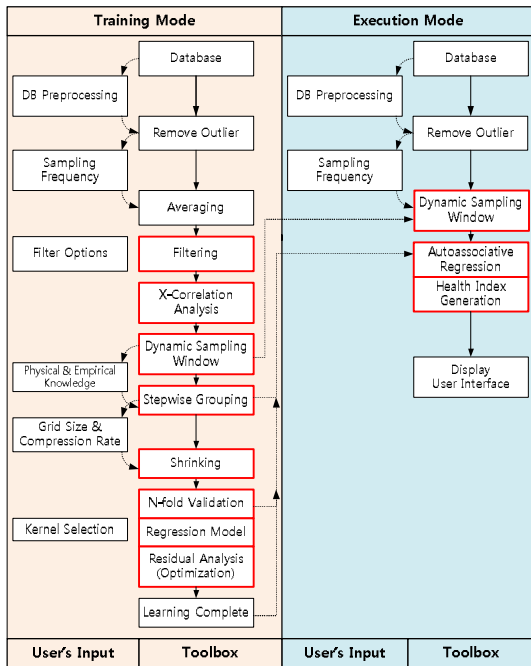 Training Mode
Execution Mode
Database
DB Preprocessing
Remove Outlier
Sampling
Frequency
Averaging
Filter Options
Filtering
X-Correlation
Analysis
Dynamic Sampling
Window
Physical & Empirical
Knowledge
Stepwise Grouping
Grid Size &
Compression Rate
Shrinking
N-fold Validation
Kernel Selection
Regression Model
Residual Analysis
(Optimization)
Learning Complete
Database
DB Preprocessing
Remove Outlier
Sampling
Frequency
Dynamic Sampling
Window
Autoassociative
Regression
Health Index
Generation
Display
User Interface
User's Input
Toolbox
User's Input
Toolbox